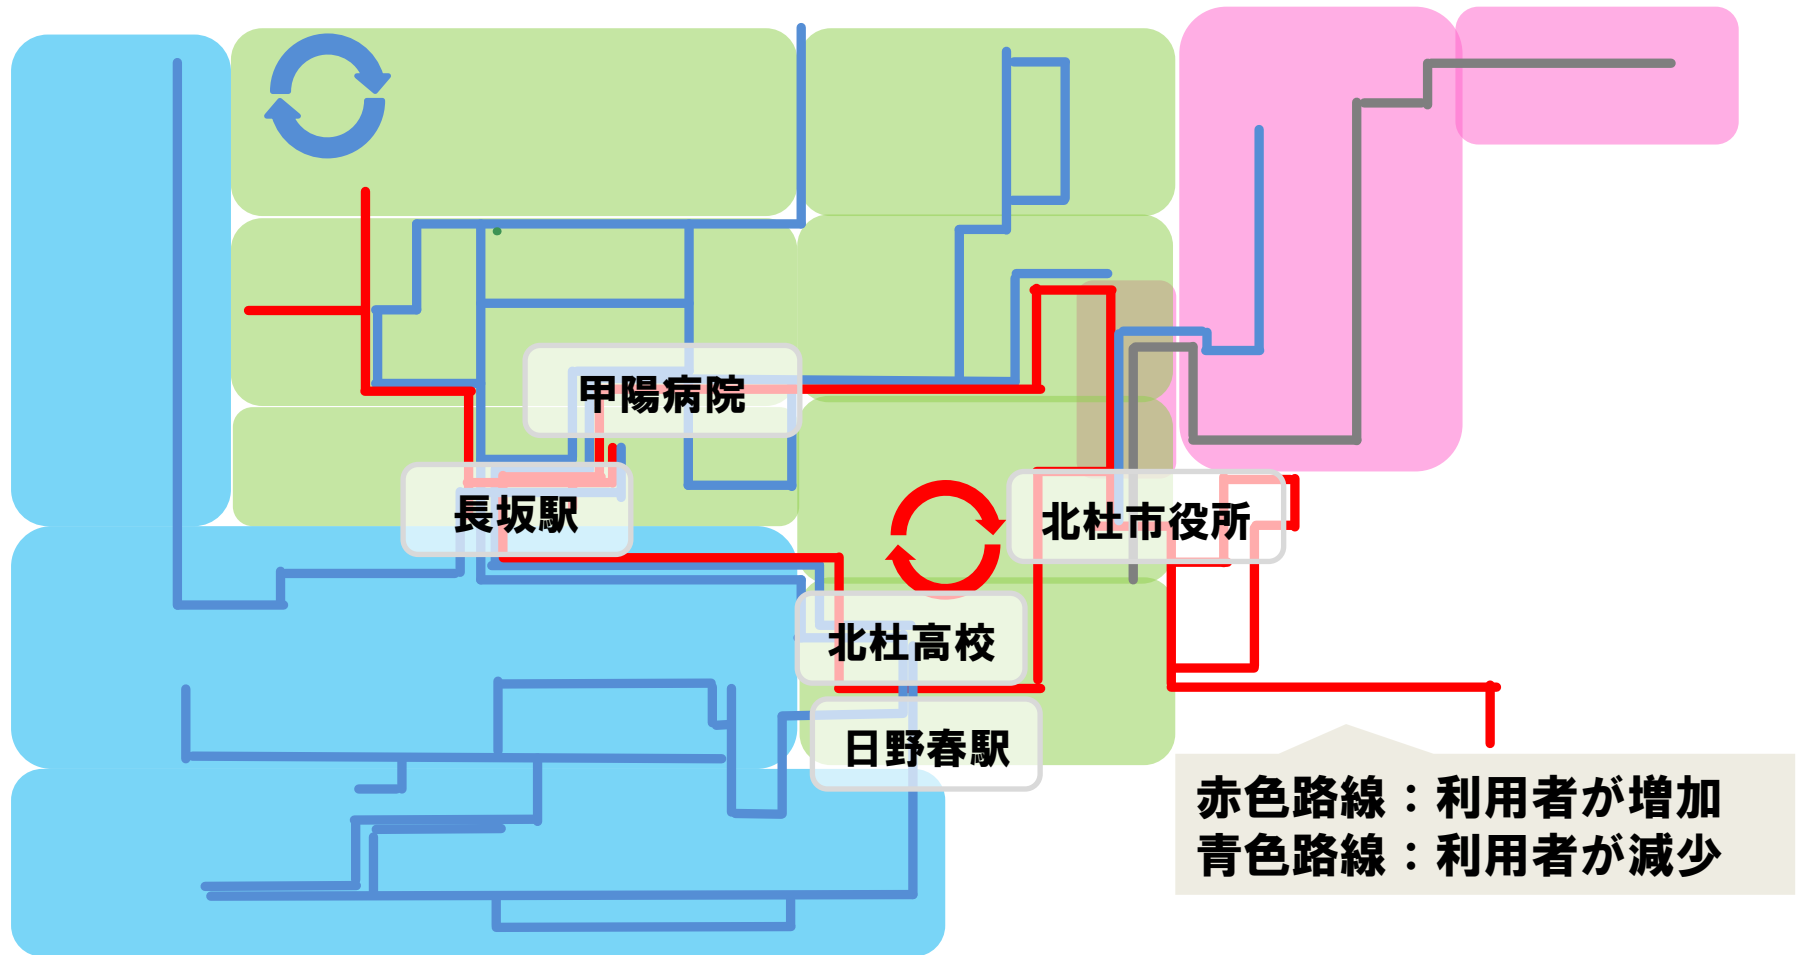 甲陽病院
長坂駅
北杜市役所
北杜高校
日野春駅
赤色路線：利用者が増加
青色路線：利用者が減少